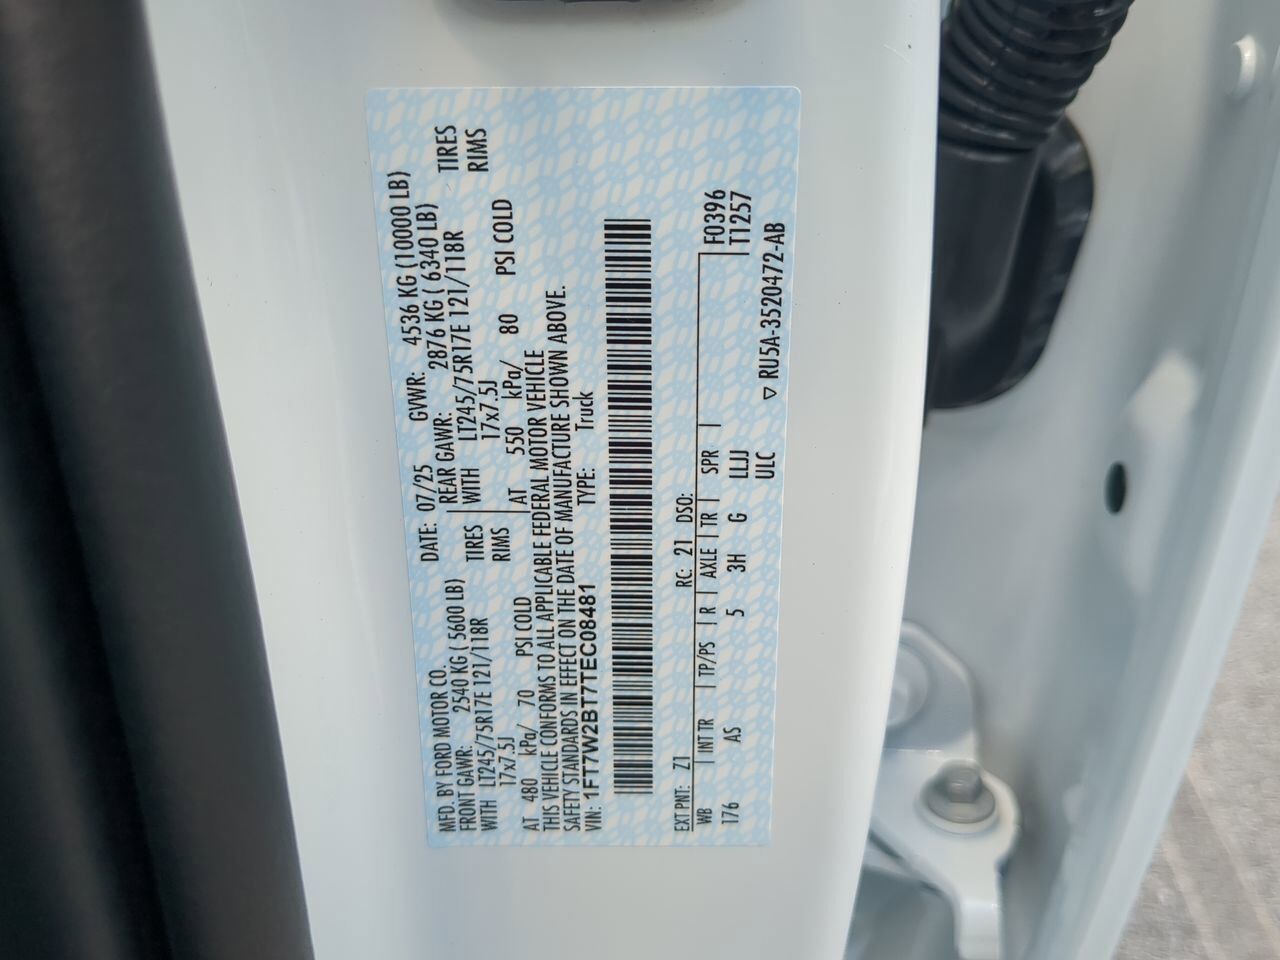 MFD. BY FORD MOTOR CO. DATE: 07/25 GVWR: 4536 KG (10000 LB)
FRONT GAWR: 2540 KG ( 5600 LB) REAR GAWR: 2876 KG ( 6340 LB)
WITH LT245/75R17E 121/118R TIRES WITH LT245/75R17E 121/118R TIRES
17x7.5J RIMS 17x7.5J RIMS
AT 480 kPa/ 70 PSI COLD AT 550 kPa/ 80 PSI COLD
THIS VEHICLE CONFORMS TO ALL APPLICABLE FEDERAL MOTOR VEHICLE
SAFETY STANDARDS IN EFFECT ON THE DATE OF MANUFACTURE SHOWN ABOVE.
VIN: 1FT7W2BT7TEC08481 TYPE: Truck
EXT PNT: Z1 RC: 21 DSO: F0396
WB INT TR TP/PS R AXLE TR SPR T1257
176 AS 5 3H G LLJ
ULC ▽ RU5A-3520472-AB